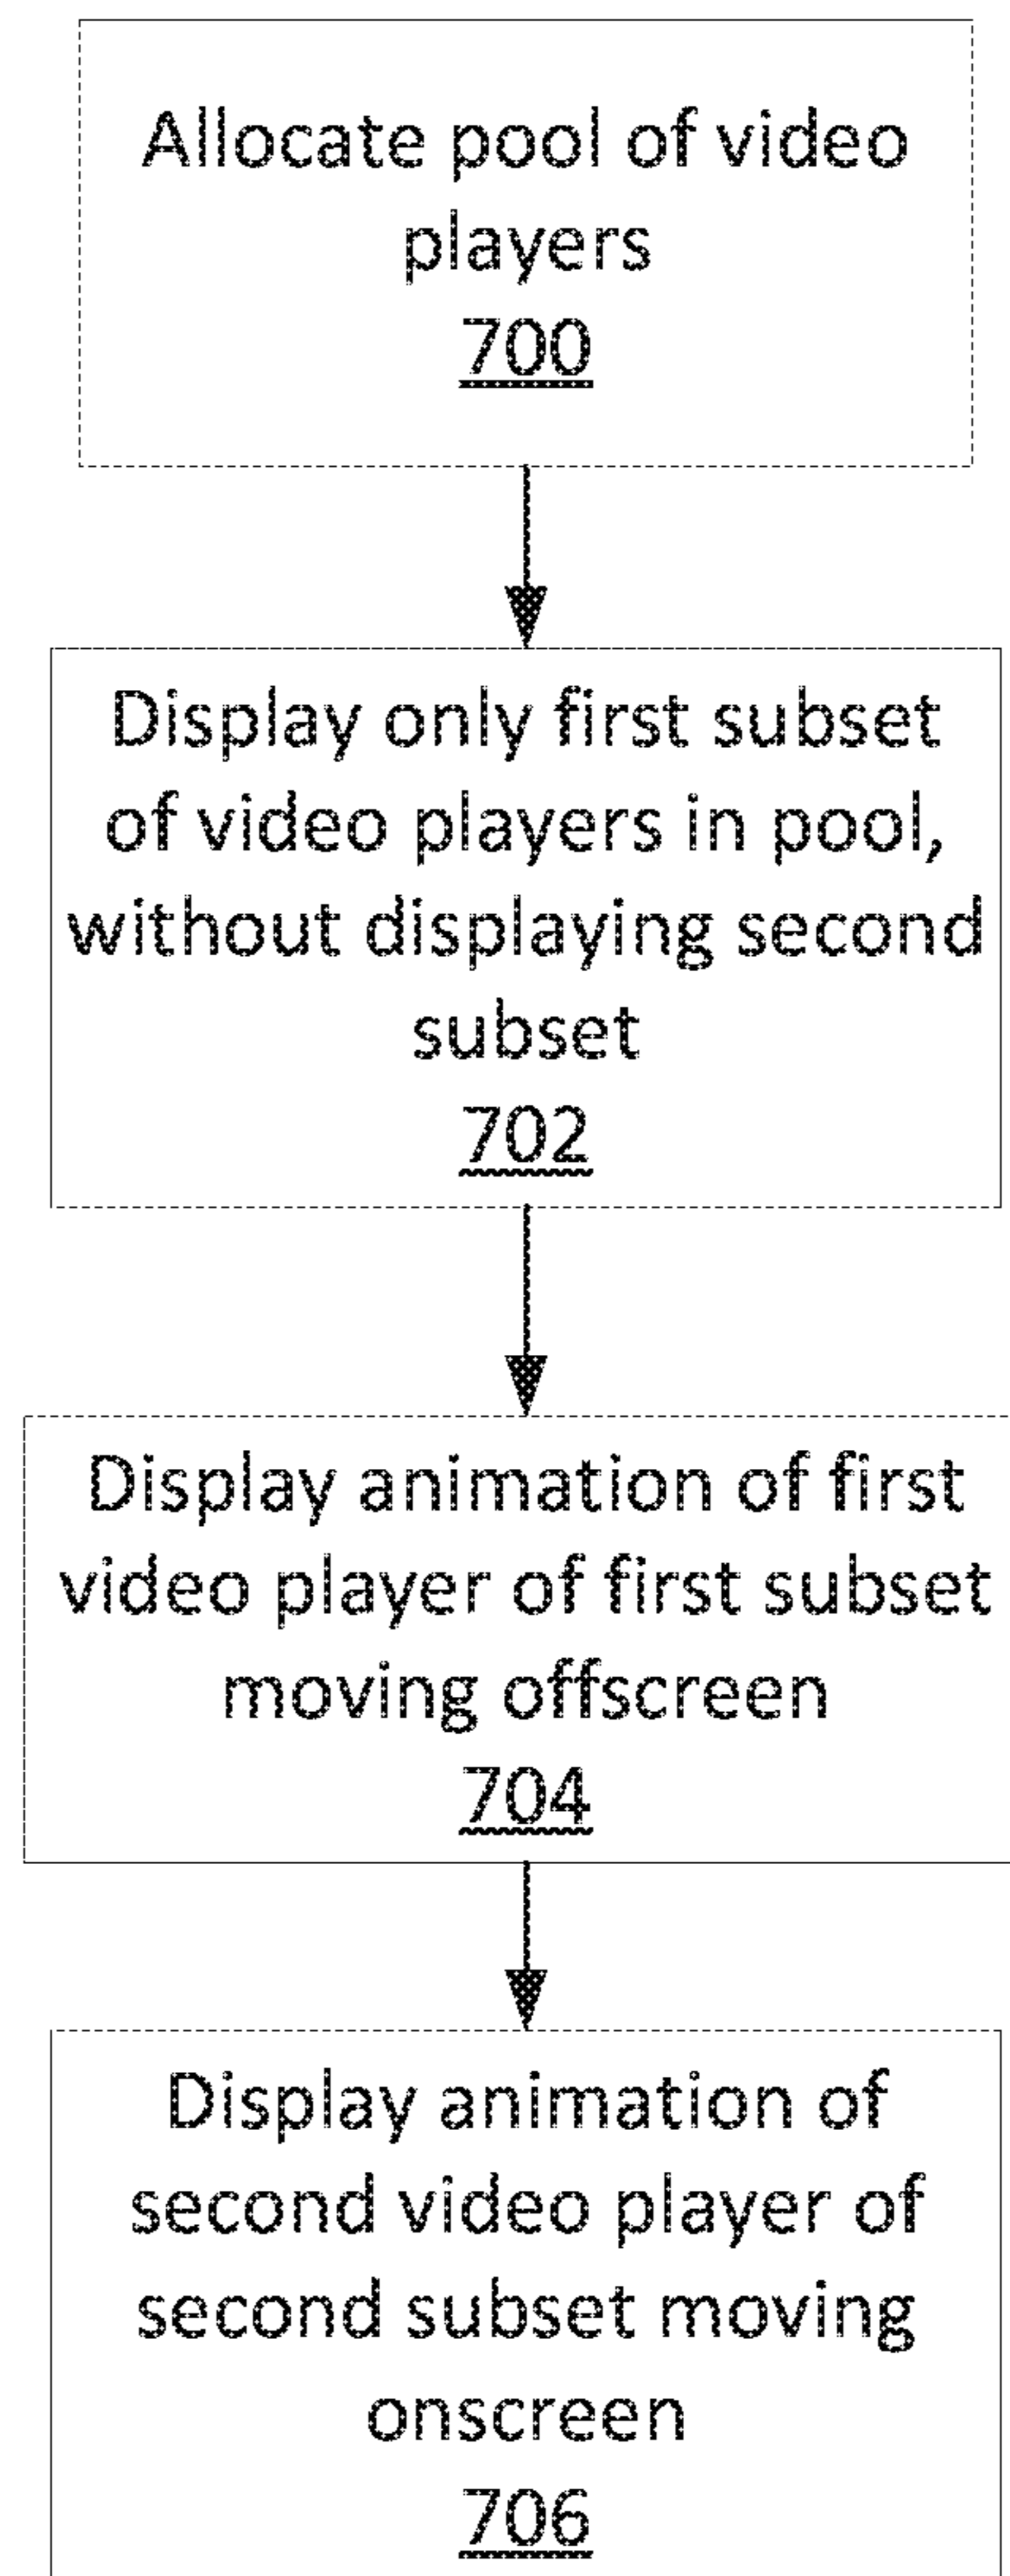 Allocate pool of video
players
700
Display only first subset
of video players in pool,
without displaying second
subset
702
Display animation of first
video player of first subset
moving offscreen
704
Display animation of
second video player of
second subset moving
onscreen
706